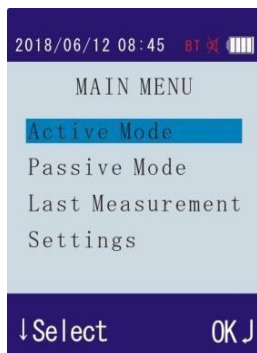 2018/06/12 08:45 BT
MAIN MENU
Active Mode
Passive Mode
Last Measurement
Settings
↓Select OK